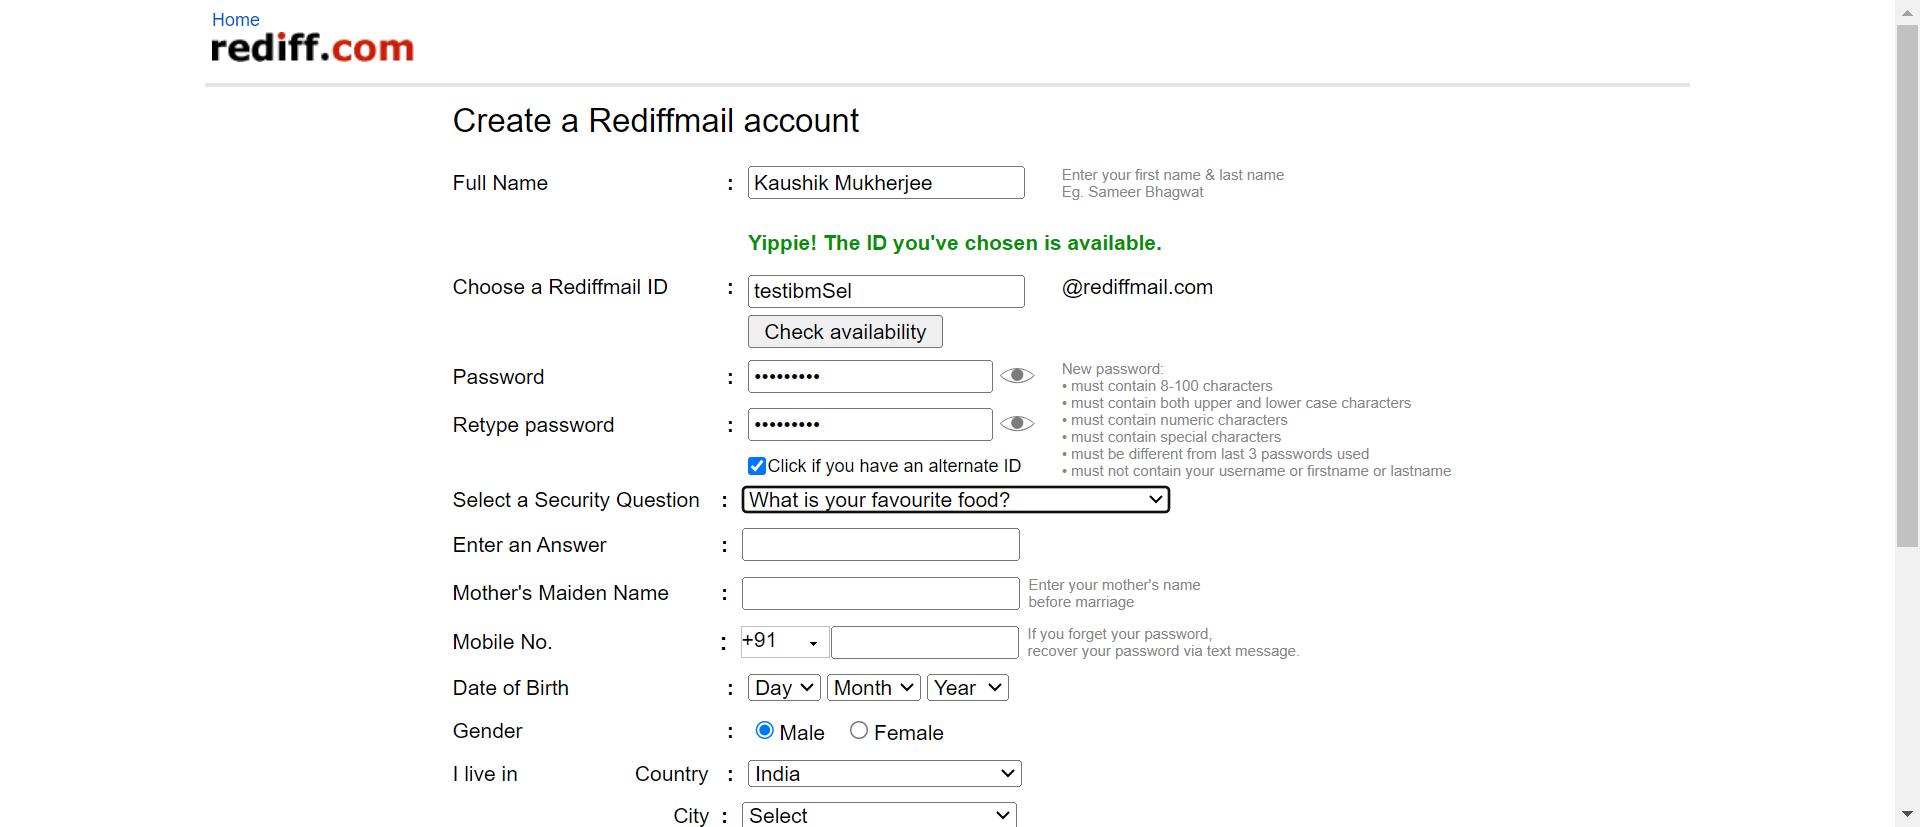 Home
rediff.com
Create a Rediffmail account
Full Name : Kaushik Mukherjee
Enter your first name & last name
Eg. Sameer Bhagwat
Yippie! The ID you've chosen is available.
Choose a Rediffmail ID : testibmSel @rediffmail.com
Check availability
Password : •••••••••
New password:
• must contain 8-100 characters
• must contain both upper and lower case characters
• must contain numeric characters
• must contain special characters
• must be different from last 3 passwords used
• must not contain your username or firstname or lastname
Retype password : •••••••••
Click if you have an alternate ID
Select a Security Question : What is your favourite food?
Enter an Answer :
Mother's Maiden Name :
Enter your mother's name
before marriage
Mobile No. : +91
If you forget your password,
recover your password via text message.
Date of Birth : Day Month Year
Gender : Male Female
I live in Country : India
City : Select